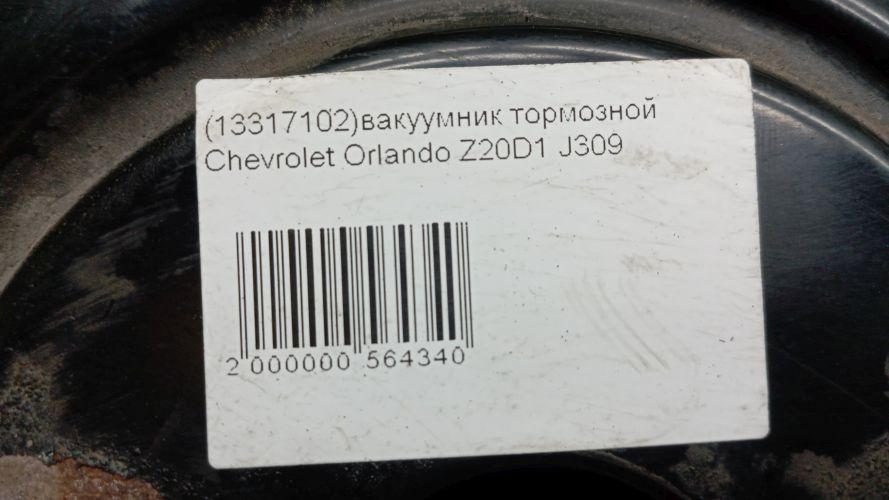 (13317102)вакуумник тормозной
Chevrolet Orlando Z20D1 J309
2 000000 564340